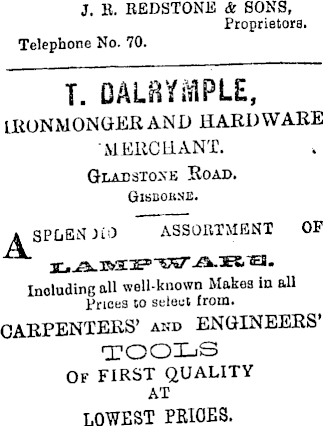 J. R. REDSTONE & SONS,
Proprietors.
Telephone No. 70.
T. DALRYMPLE,
IRONMONGER AND HARDWARE
MERCHANT.
GLADSTONE ROAD.
GISBORNE.
A SPLENDID ASSORTMENT OF
LAMPWARE.
Including all well-known Makes in all
Prices to select from.
CARPENTERS' AND ENGINEERS'
TOOLS
OF FIRST QUALITY
AT
LOWEST PRICES.